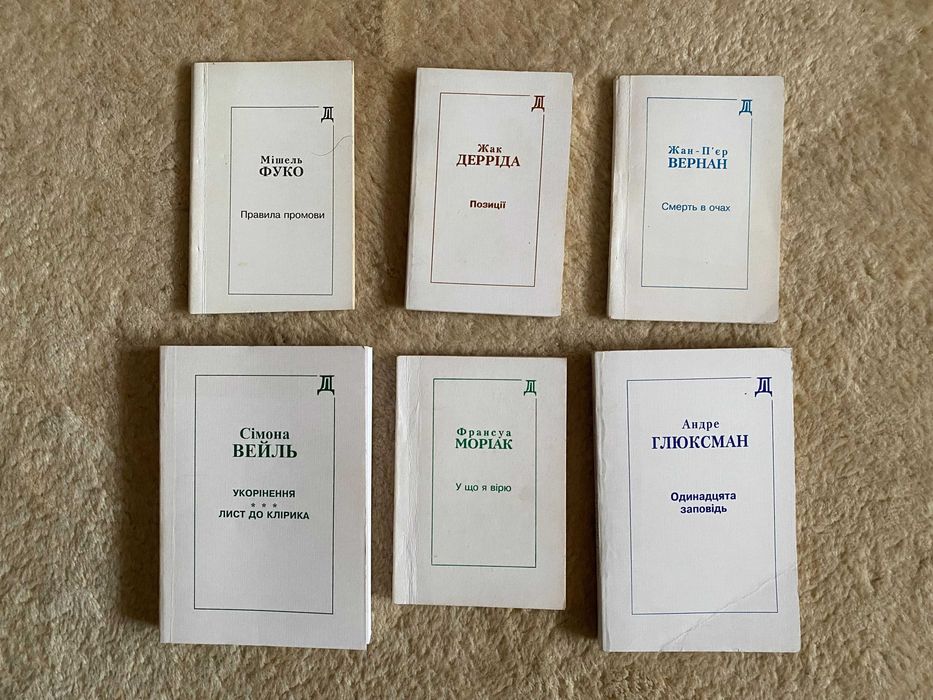 Д
Мішель
ФУКО
Правила промови
Д
Жак
ДЕРРІДА
Позиції
Д
Жан-П'єр
ВЕРНАН
Смерть в очах
Д
Сімона
ВЕЙЛЬ
УКОРІНЕННЯ
* * *
ЛИСТ ДО КЛІРИКА
Д
Франсуа
МОРІАК
У що я вірю
Д
Андре
ГЛЮКСМАН
Одинадцята
заповідь